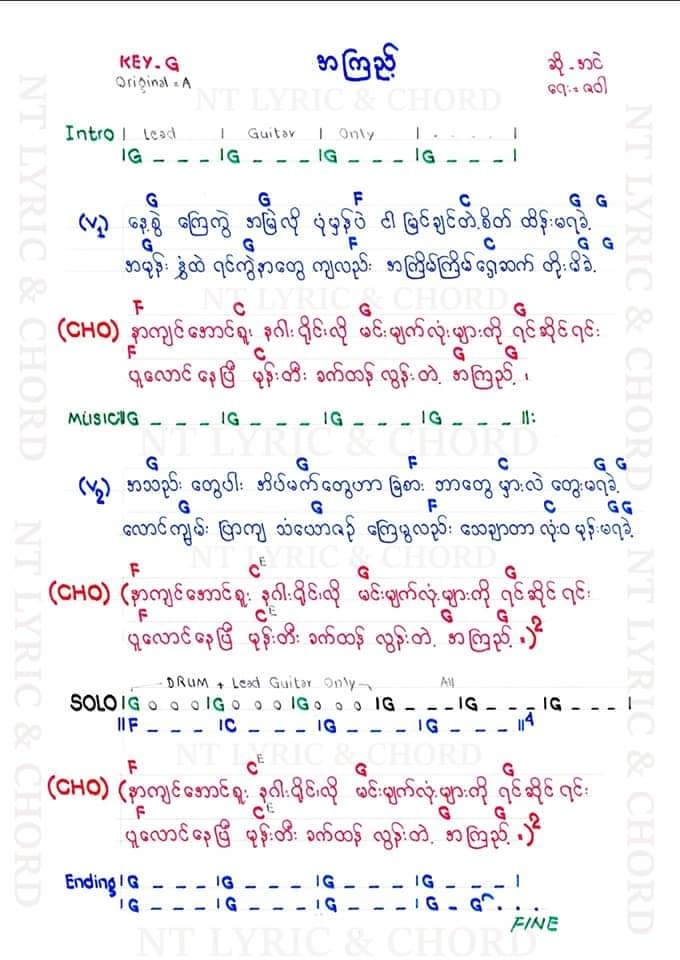 KEY-G
Original = A
အကြည့်
ဆို - အငဲ
ရေး = ဇဝါ
Intro | Lead | Guitar | Only | . . . . |
|G _ _ _ |G _ _ _ |G _ _ _ |G _ _ _ |
G G F C G G
(V1) နေ့စွဲ ကြေကွဲ အမြဲလို ပုံမှန်ပဲ ငါ မြင်ချင်တဲ့စိတ် ထိန်းမရခဲ့
G G F C G G
အမုန်း နွံထဲ ရင်ကွဲနာတွေ ကျလည်း အကြိမ်ကြိမ်ရှေ့ဆက် တိုးမိခဲ့
F C G G
(CHO) နာကျင်အောင်ရူး နဂါးရိုင်းလို မင်းမျက်လုံးများကို ရင်ဆိုင်ရင်း
F C G G
ပူလောင်နေပြီ မုန်းတီး ခက်ထန် လွန်းတဲ့ အကြည့် ၊
MUSIC ||G _ _ _ |G _ _ _ |G _ _ _ |G _ _ _ ||:
G G F C G G
(V2) အသည်း တွေပါး အိပ်မက်တွေဟာ ခြစား ဘာတွေ မှားလဲ တွေးမရခဲ့
G G F C G G
လောင်ကျွမ်း ပြာကျ သံယောဇဉ် ကြေမွလည်း သေချာတာ လုံးဝ မုန်းမရခဲ့
F C E G G
(CHO) (နာကျင်အောင်ရူး နဂါးရိုင်းလို မင်းမျက်လုံးများကို ရင်ဆိုင်ရင်း
F C E G G
ပူလောင်နေပြီ မုန်းတီး ခက်ထန် လွန်းတဲ့ အကြည့် =)2
DRUM + Lead Guitar Only All
SOLO |G o o o |G o o o |G o o o |G _ _ _ |G _ _ _ |G _ _ _ |
||F _ _ _ |C _ _ _ |G _ _ _ |G _ _ _ ||4
F C E G G
(CHO) (နာကျင်အောင်ရူး နဂါးရိုင်းလို မင်းမျက်လုံးများကို ရင်ဆိုင်ရင်း
F C E G G
ပူလောင်နေပြီ မုန်းတီး ခက်ထန် လွန်းတဲ့ အကြည့် =)2
Ending |G _ _ _ |G _ _ _ |G _ _ _ |G _ _ _ |
|G _ _ _ |G _ _ _ |G _ _ _ |G _ G . . .
FINE
NT LYRIC & CHORD